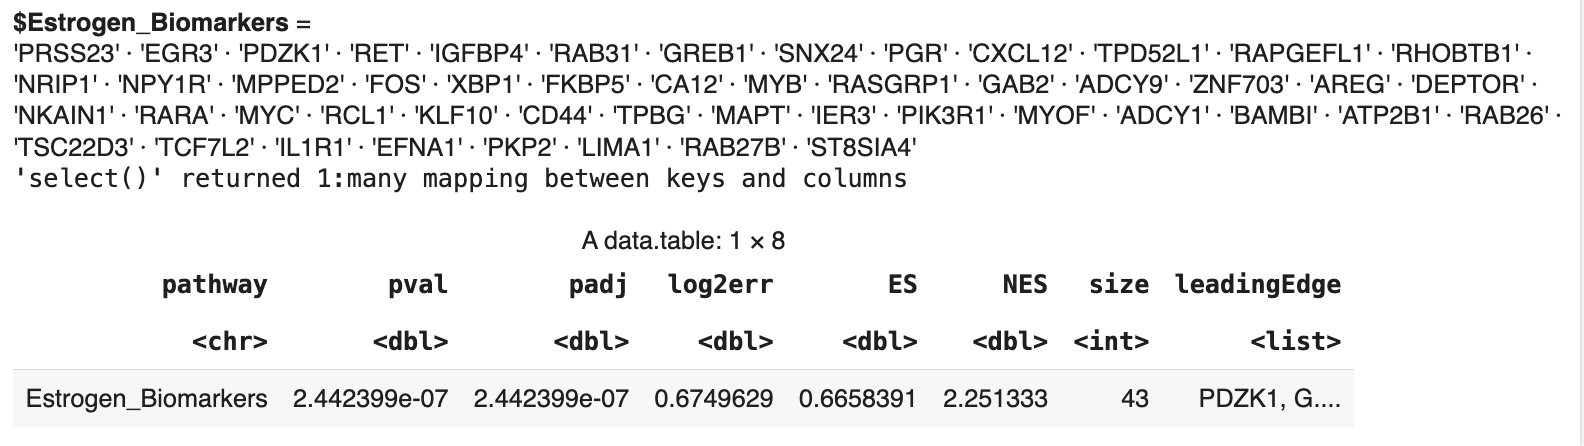 $Estrogen_Biomarkers =
'PRSS23' · 'EGR3' · 'PDZK1' · 'RET' · 'IGFBP4' · 'RAB31' · 'GREB1' · 'SNX24' · 'PGR' · 'CXCL12' · 'TPD52L1' · 'RAPGEFL1' · 'RHOBTB1' ·
'NRIP1' · 'NPY1R' · 'MPPED2' · 'FOS' · 'XBP1' · 'FKBP5' · 'CA12' · 'MYB' · 'RASGRP1' · 'GAB2' · 'ADCY9' · 'ZNF703' · 'AREG' · 'DEPTOR' ·
'NKAIN1' · 'RARA' · 'MYC' · 'RCL1' · 'KLF10' · 'CD44' · 'TPBG' · 'MAPT' · 'IER3' · 'PIK3R1' · 'MYOF' · 'ADCY1' · 'BAMBI' · 'ATP2B1' · 'RAB26' ·
'TSC22D3' · 'TCF7L2' · 'IL1R1' · 'EFNA1' · 'PKP2' · 'LIMA1' · 'RAB27B' · 'ST8SIA4'
'select()' returned 1:many mapping between keys and columns
A data.table: 1 × 8
pathway pval padj log2err ES NES size leadingEdge
<chr> <dbl> <dbl> <dbl> <dbl> <dbl> <int> <list>
Estrogen_Biomarkers 2.442399e-07 2.442399e-07 0.6749629 0.6658391 2.251333 43 PDZK1, G....